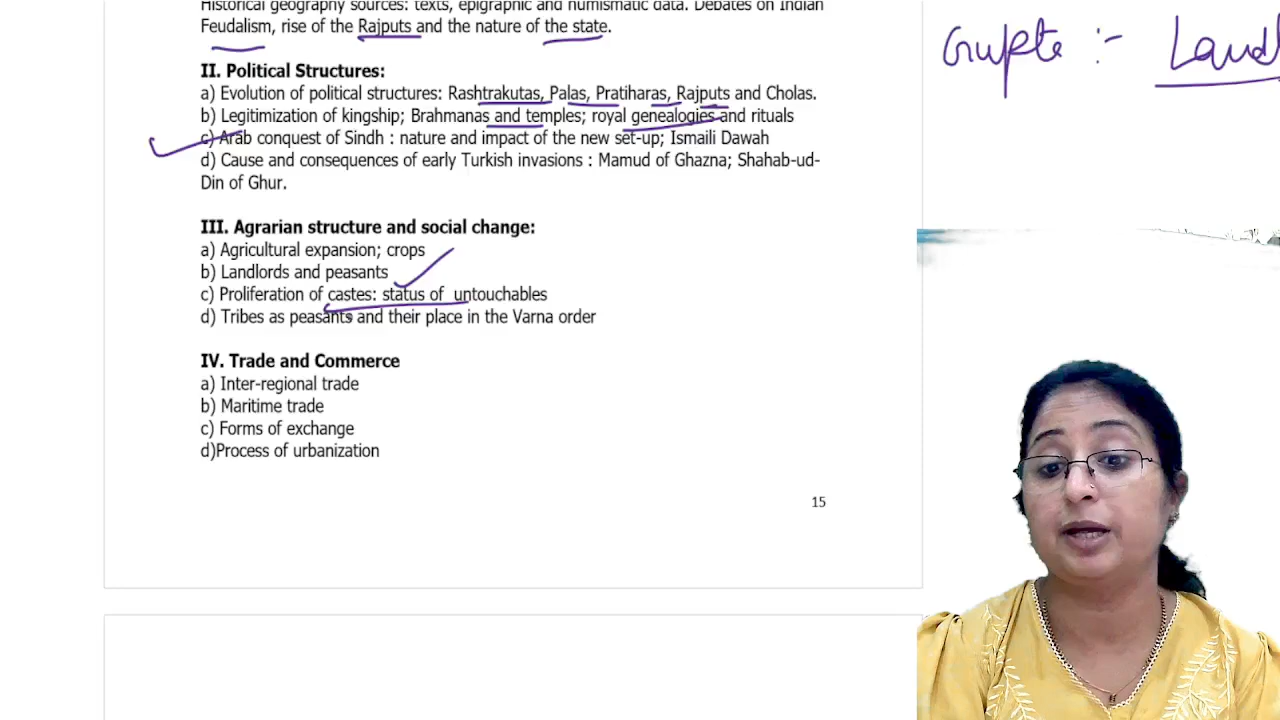 Historical geography sources: texts, epigraphic and numismatic data. Debates on Indian
Feudalism, rise of the Rajputs and the nature of the state.
II. Political Structures:
a) Evolution of political structures: Rashtrakutas, Palas, Pratiharas, Rajputs and Cholas.
b) Legitimization of kingship; Brahmanas and temples; royal genealogies and rituals
c) Arab conquest of Sindh : nature and impact of the new set-up; Ismaili Dawah
d) Cause and consequences of early Turkish invasions : Mamud of Ghazna; Shahab-ud-
Din of Ghur.
III. Agrarian structure and social change:
a) Agricultural expansion; crops
b) Landlords and peasants
c) Proliferation of castes: status of untouchables
d) Tribes as peasants and their place in the Varna order
IV. Trade and Commerce
a) Inter-regional trade
b) Maritime trade
c) Forms of exchange
d)Process of urbanization
15
Gupta :- Land